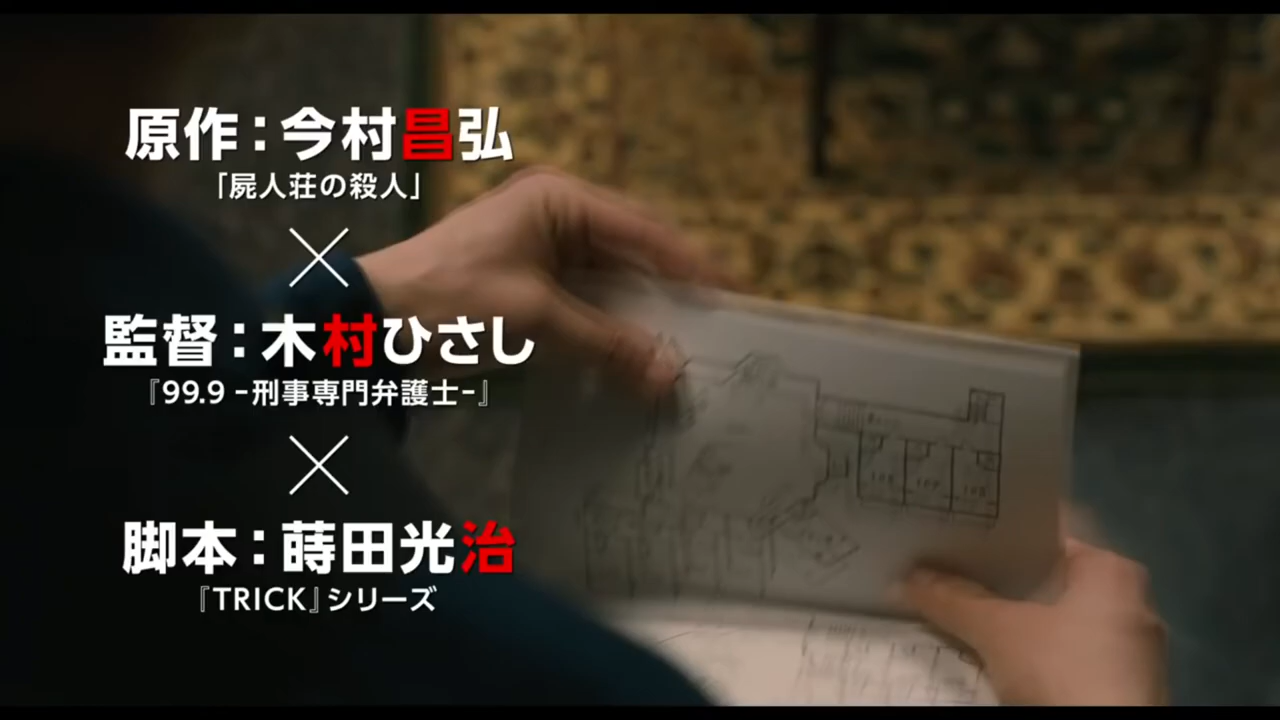 原作:今村昌弘
「屍人荘の殺人」
×
監督:木村ひさし
『99.9 -刑事専門弁護士-』
×
脚本:蒔田光治
『TRICK』シリーズ